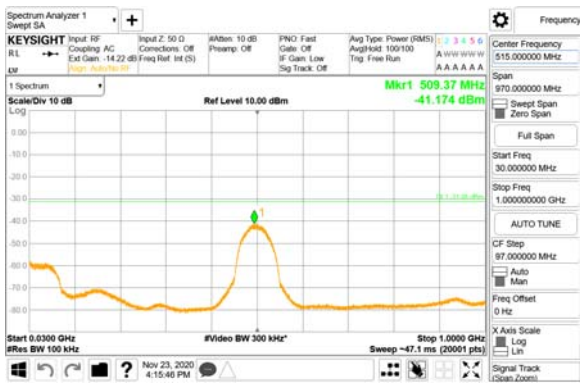 Spectrum Analyzer 1
Swept SA
+
Frequency
KEYSIGHT
Input: RF
Input Z: 50 Ω
#Atten: 10 dB
PNO: Fast
Avg Type: Power (RMS)
1 2 3 4 5 6
RL
Coupling: AC
Corrections: Off
Preamp: Off
Gate: Off
Avg|Hold: 100/100
A W W W W W
Ext Gain: -14.22 dB
Freq Ref: Int (S)
IF Gain: Low
Trig: Free Run
Align: Auto/No RF
Sig Track: Off
A A A A A A
1 Spectrum
Mkr1 509.37 MHz
Scale/Div 10 dB
Ref Level 10.00 dBm
-41.174 dBm
Log
0.00
-10.0
-20.0
-30.0
-40.0
-50.0
-60.0
-70.0
-80.0
1
Start 0.0300 GHz
#Video BW 300 kHz*
Stop 1.0000 GHz
#Res BW 100 kHz
Sweep ~47.1 ms (20001 pts)
Nov 23, 2020
4:15:46 PM
Center Frequency
515.000000 MHz
Span
970.000000 MHz
Swept Span
Zero Span
Full Span
Start Freq
30.000000 MHz
Stop Freq
1.000000000 GHz
AUTO TUNE
CF Step
97.000000 MHz
Auto
Man
Freq Offset
0 Hz
X Axis Scale
Log
Lin
Signal Track
(Span Zoom)